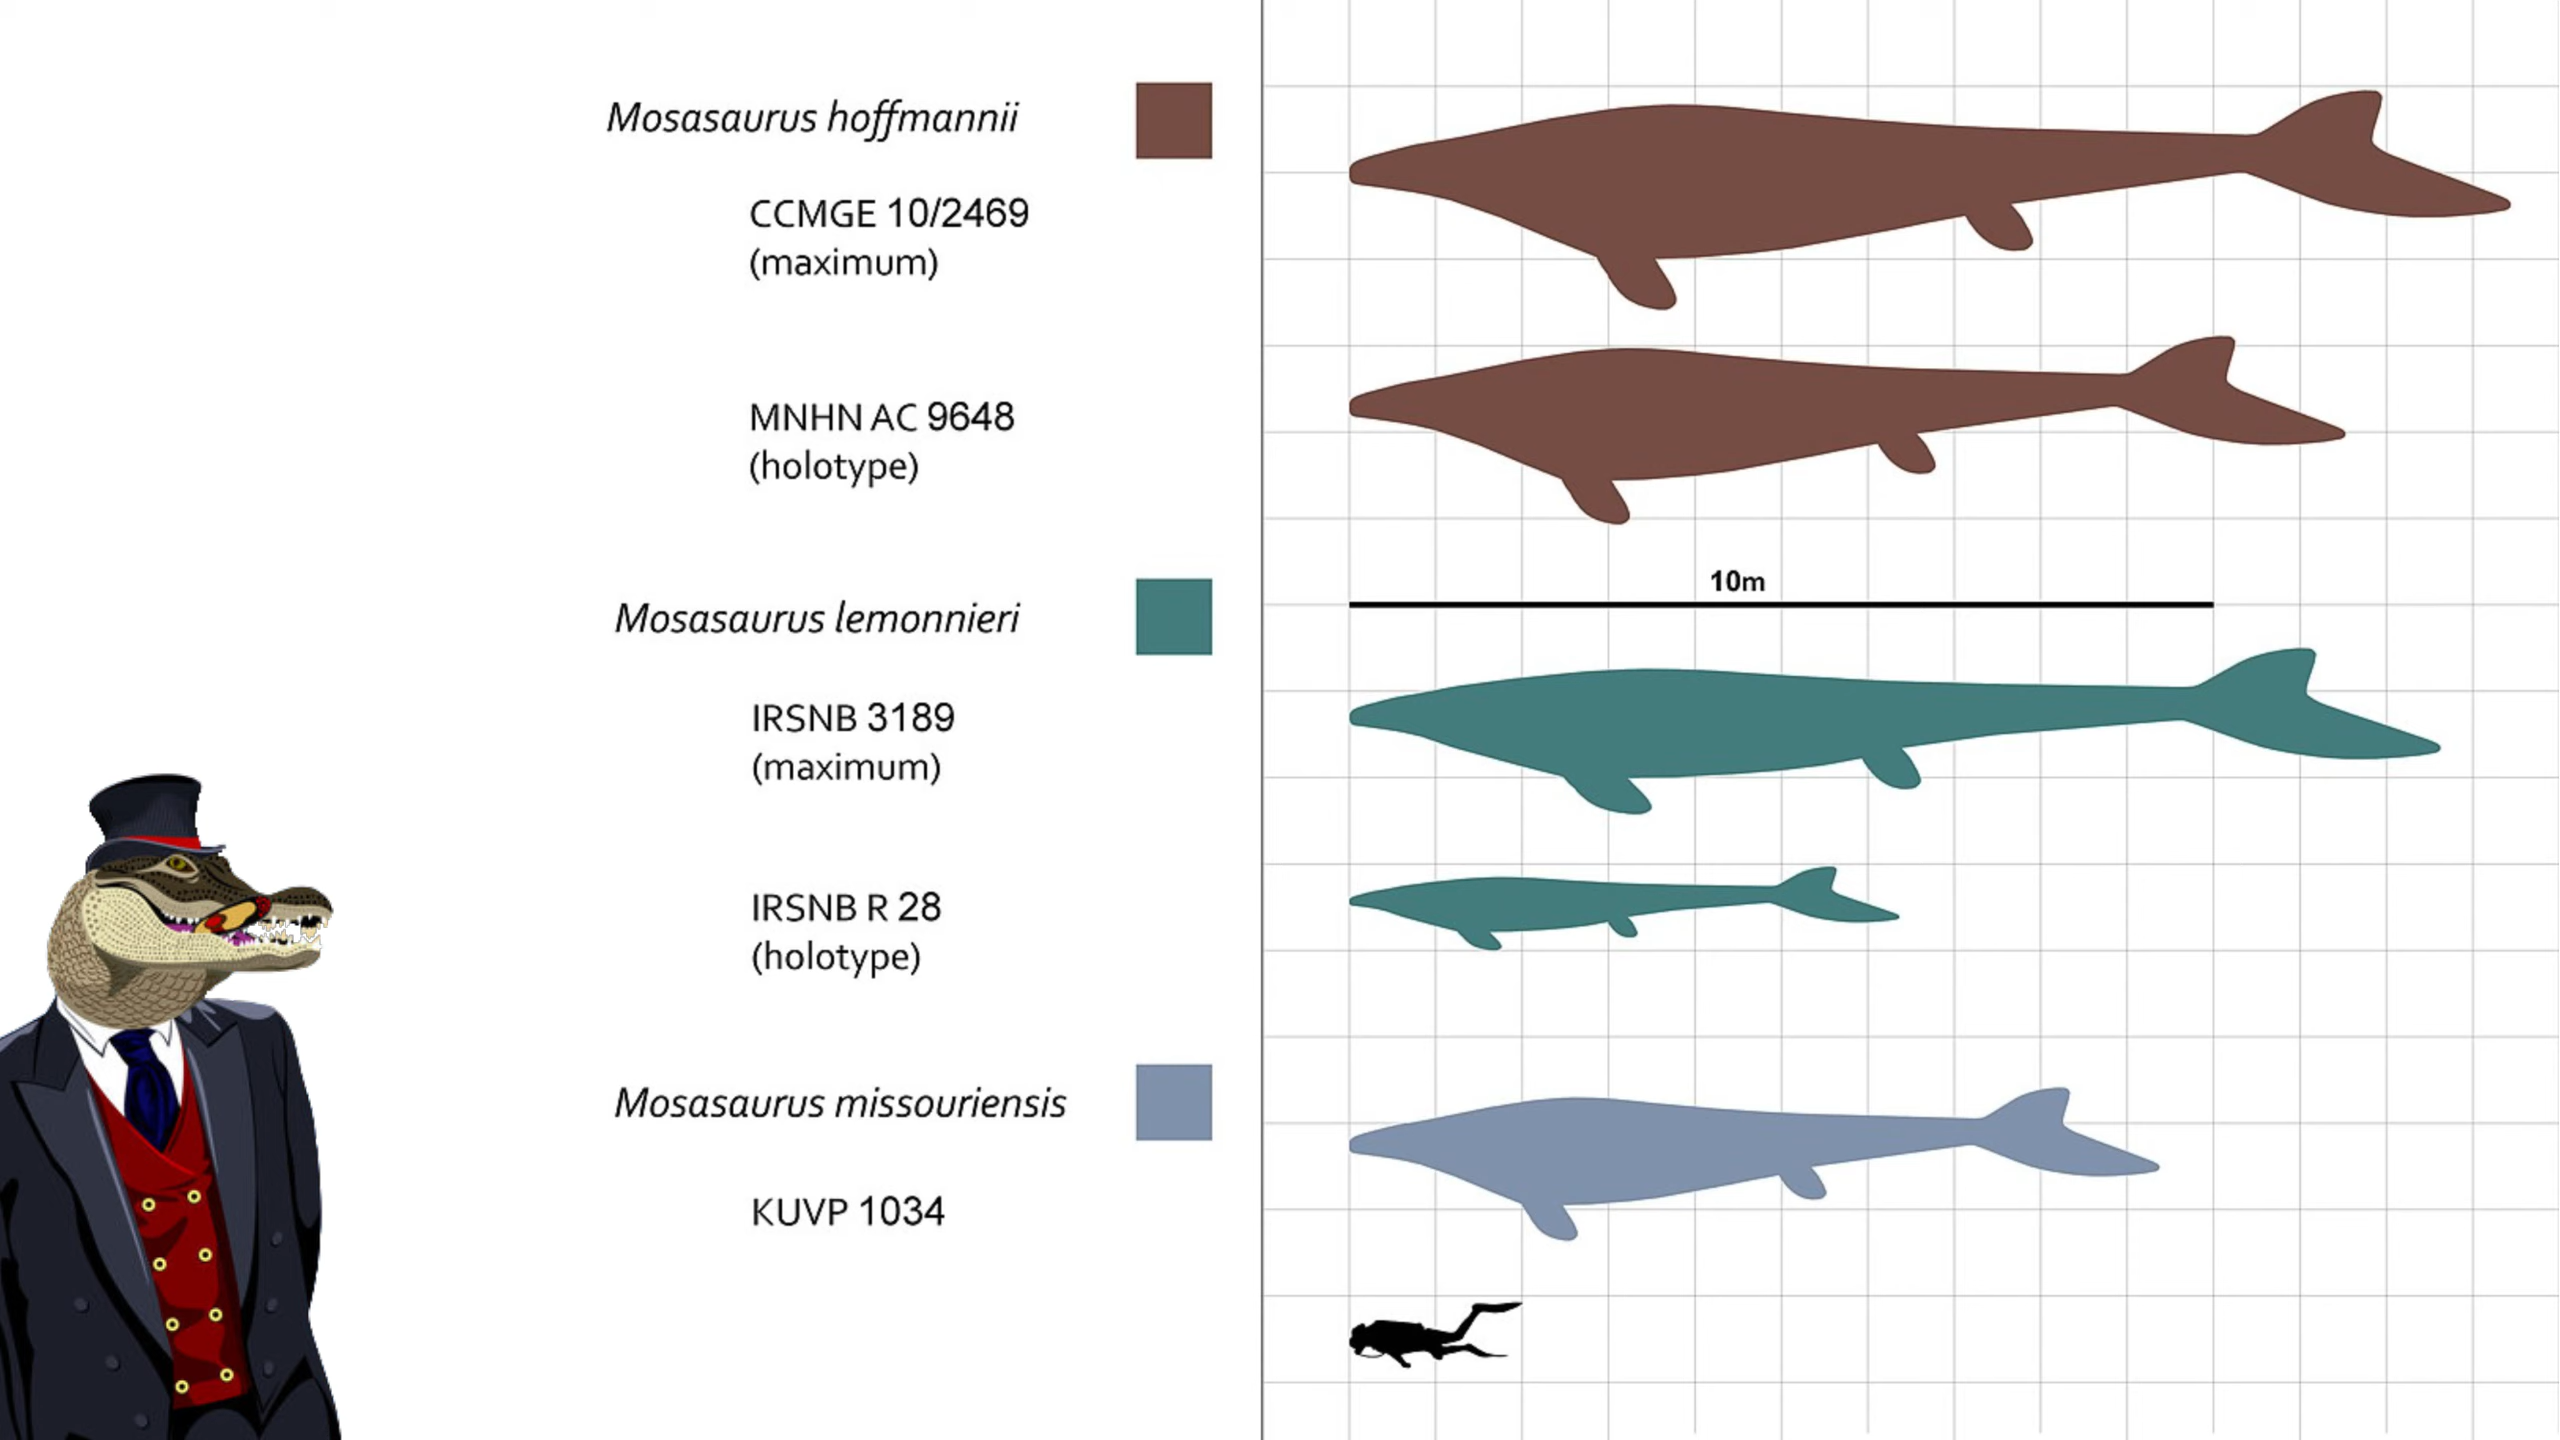 Mosasaurus hoffmannii
CCMGE 10/2469
(maximum)
MNHN AC 9648
(holotype)
10m
Mosasaurus lemonnieri
IRSNB 3189
(maximum)
IRSNB R 28
(holotype)
Mosasaurus missouriensis
KUVP 1034